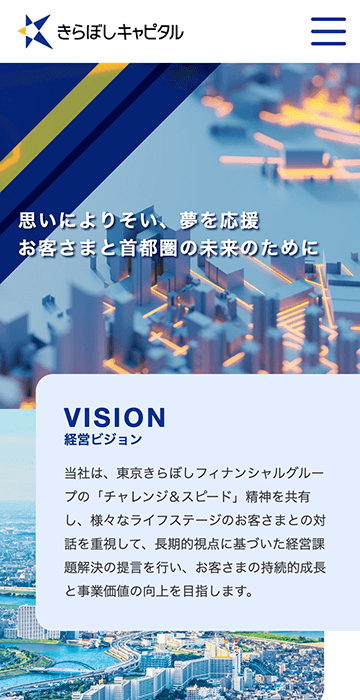 きらぼしキャピタル
思いによりそい、夢を応援
お客さまと首都圏の未来のために
VISION
経営ビジョン
当社は、東京きらぼしフィナンシャルグルー
プの「チャレンジ＆スピード」精神を共有
し、様々なライフステージのお客さまとの対
話を重視して、長期的視点に基づいた経営課
題解決の提言を行い、お客さまの持続的成長
と事業価値の向上を目指します。